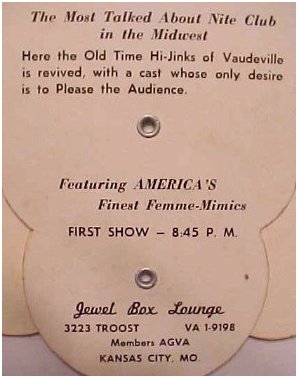 The Most Talked About Nite Club
in the Midwest
Here the Old Time Hi-Jinks of Vaudeville
is revived, with a cast whose only desire
is to Please the Audience.
Featuring AMERICA'S
Finest Femme-Mimics
FIRST SHOW – 8:45 P. M.
Jewel Box Lounge
3223 TROOST VA 1-9198
Members AGVA
KANSAS CITY, MO.